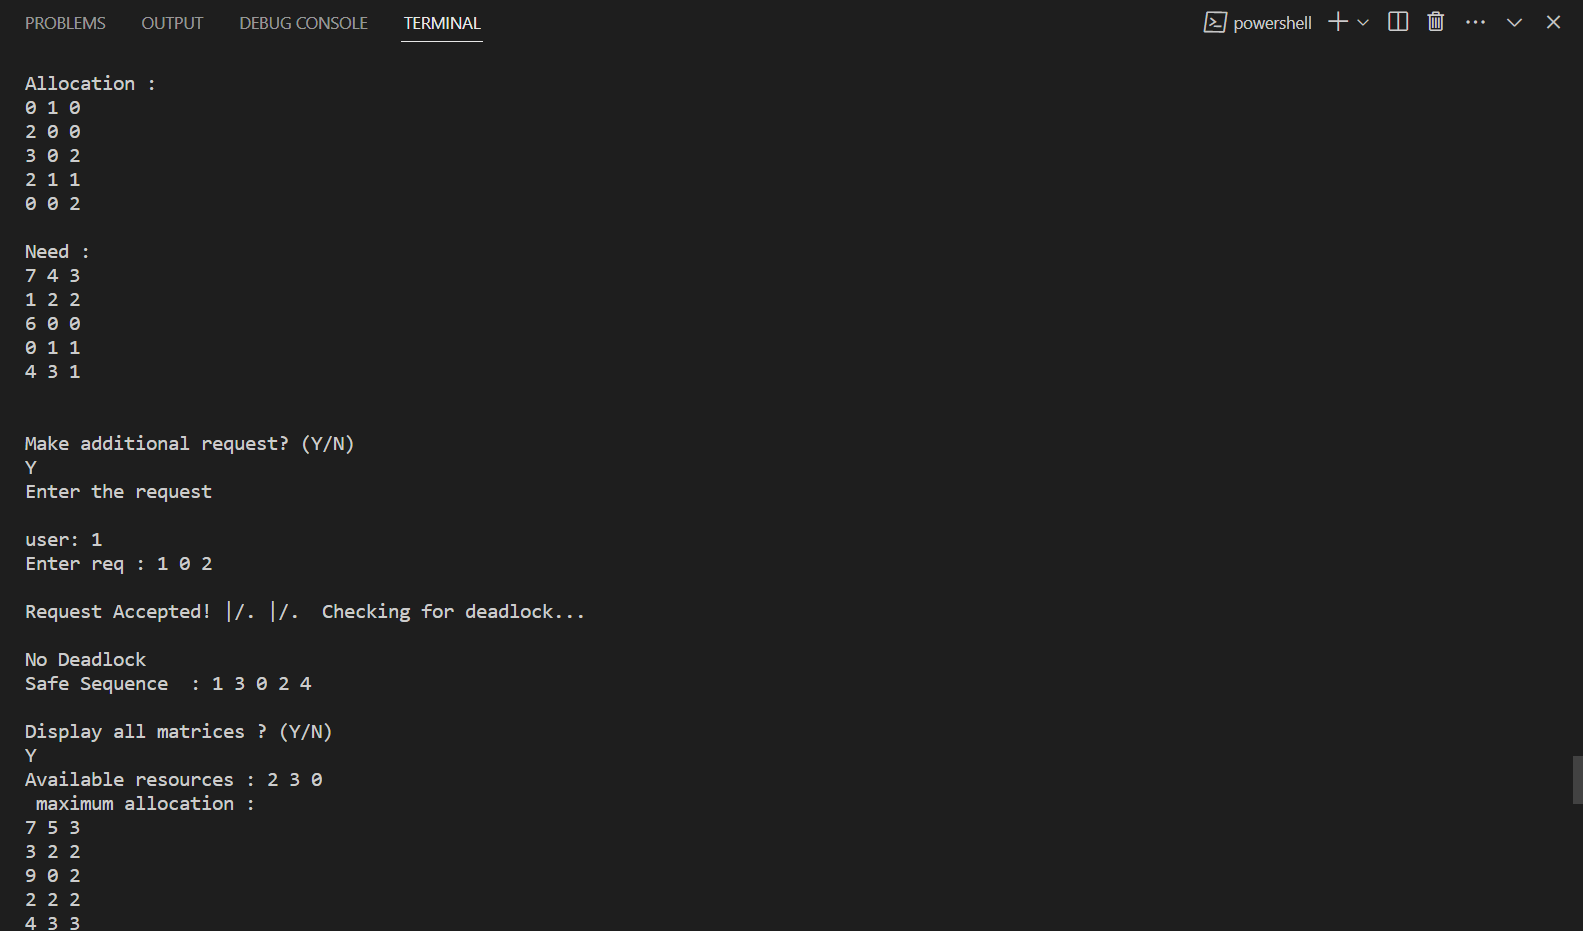 PROBLEMS OUTPUT DEBUG CONSOLE TERMINAL powershell
Allocation :
0 1 0
2 0 0
3 0 2
2 1 1
0 0 2
Need :
7 4 3
1 2 2
6 0 0
0 1 1
4 3 1
Make additional request? (Y/N)
Y
Enter the request
user: 1
Enter req : 1 0 2
Request Accepted! |/. |/.  Checking for deadlock...
No Deadlock
Safe Sequence  : 1 3 0 2 4
Display all matrices ? (Y/N)
Y
Available resources : 2 3 0
 maximum allocation :
7 5 3
3 2 2
9 0 2
2 2 2
4 3 3